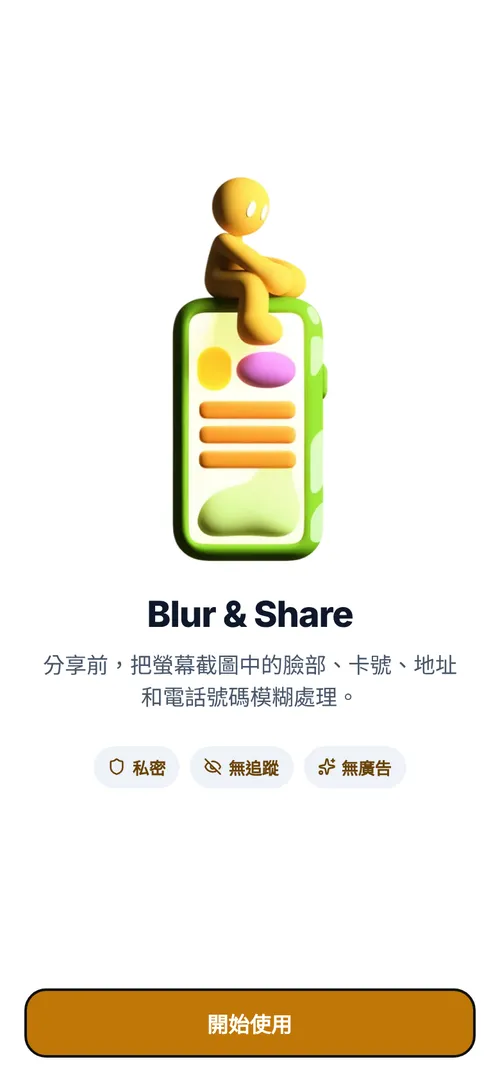 Blur & Share
分享前，把螢幕截圖中的臉部、卡號、地址
和電話號碼模糊處理。
私密
無追蹤
無廣告
開始使用